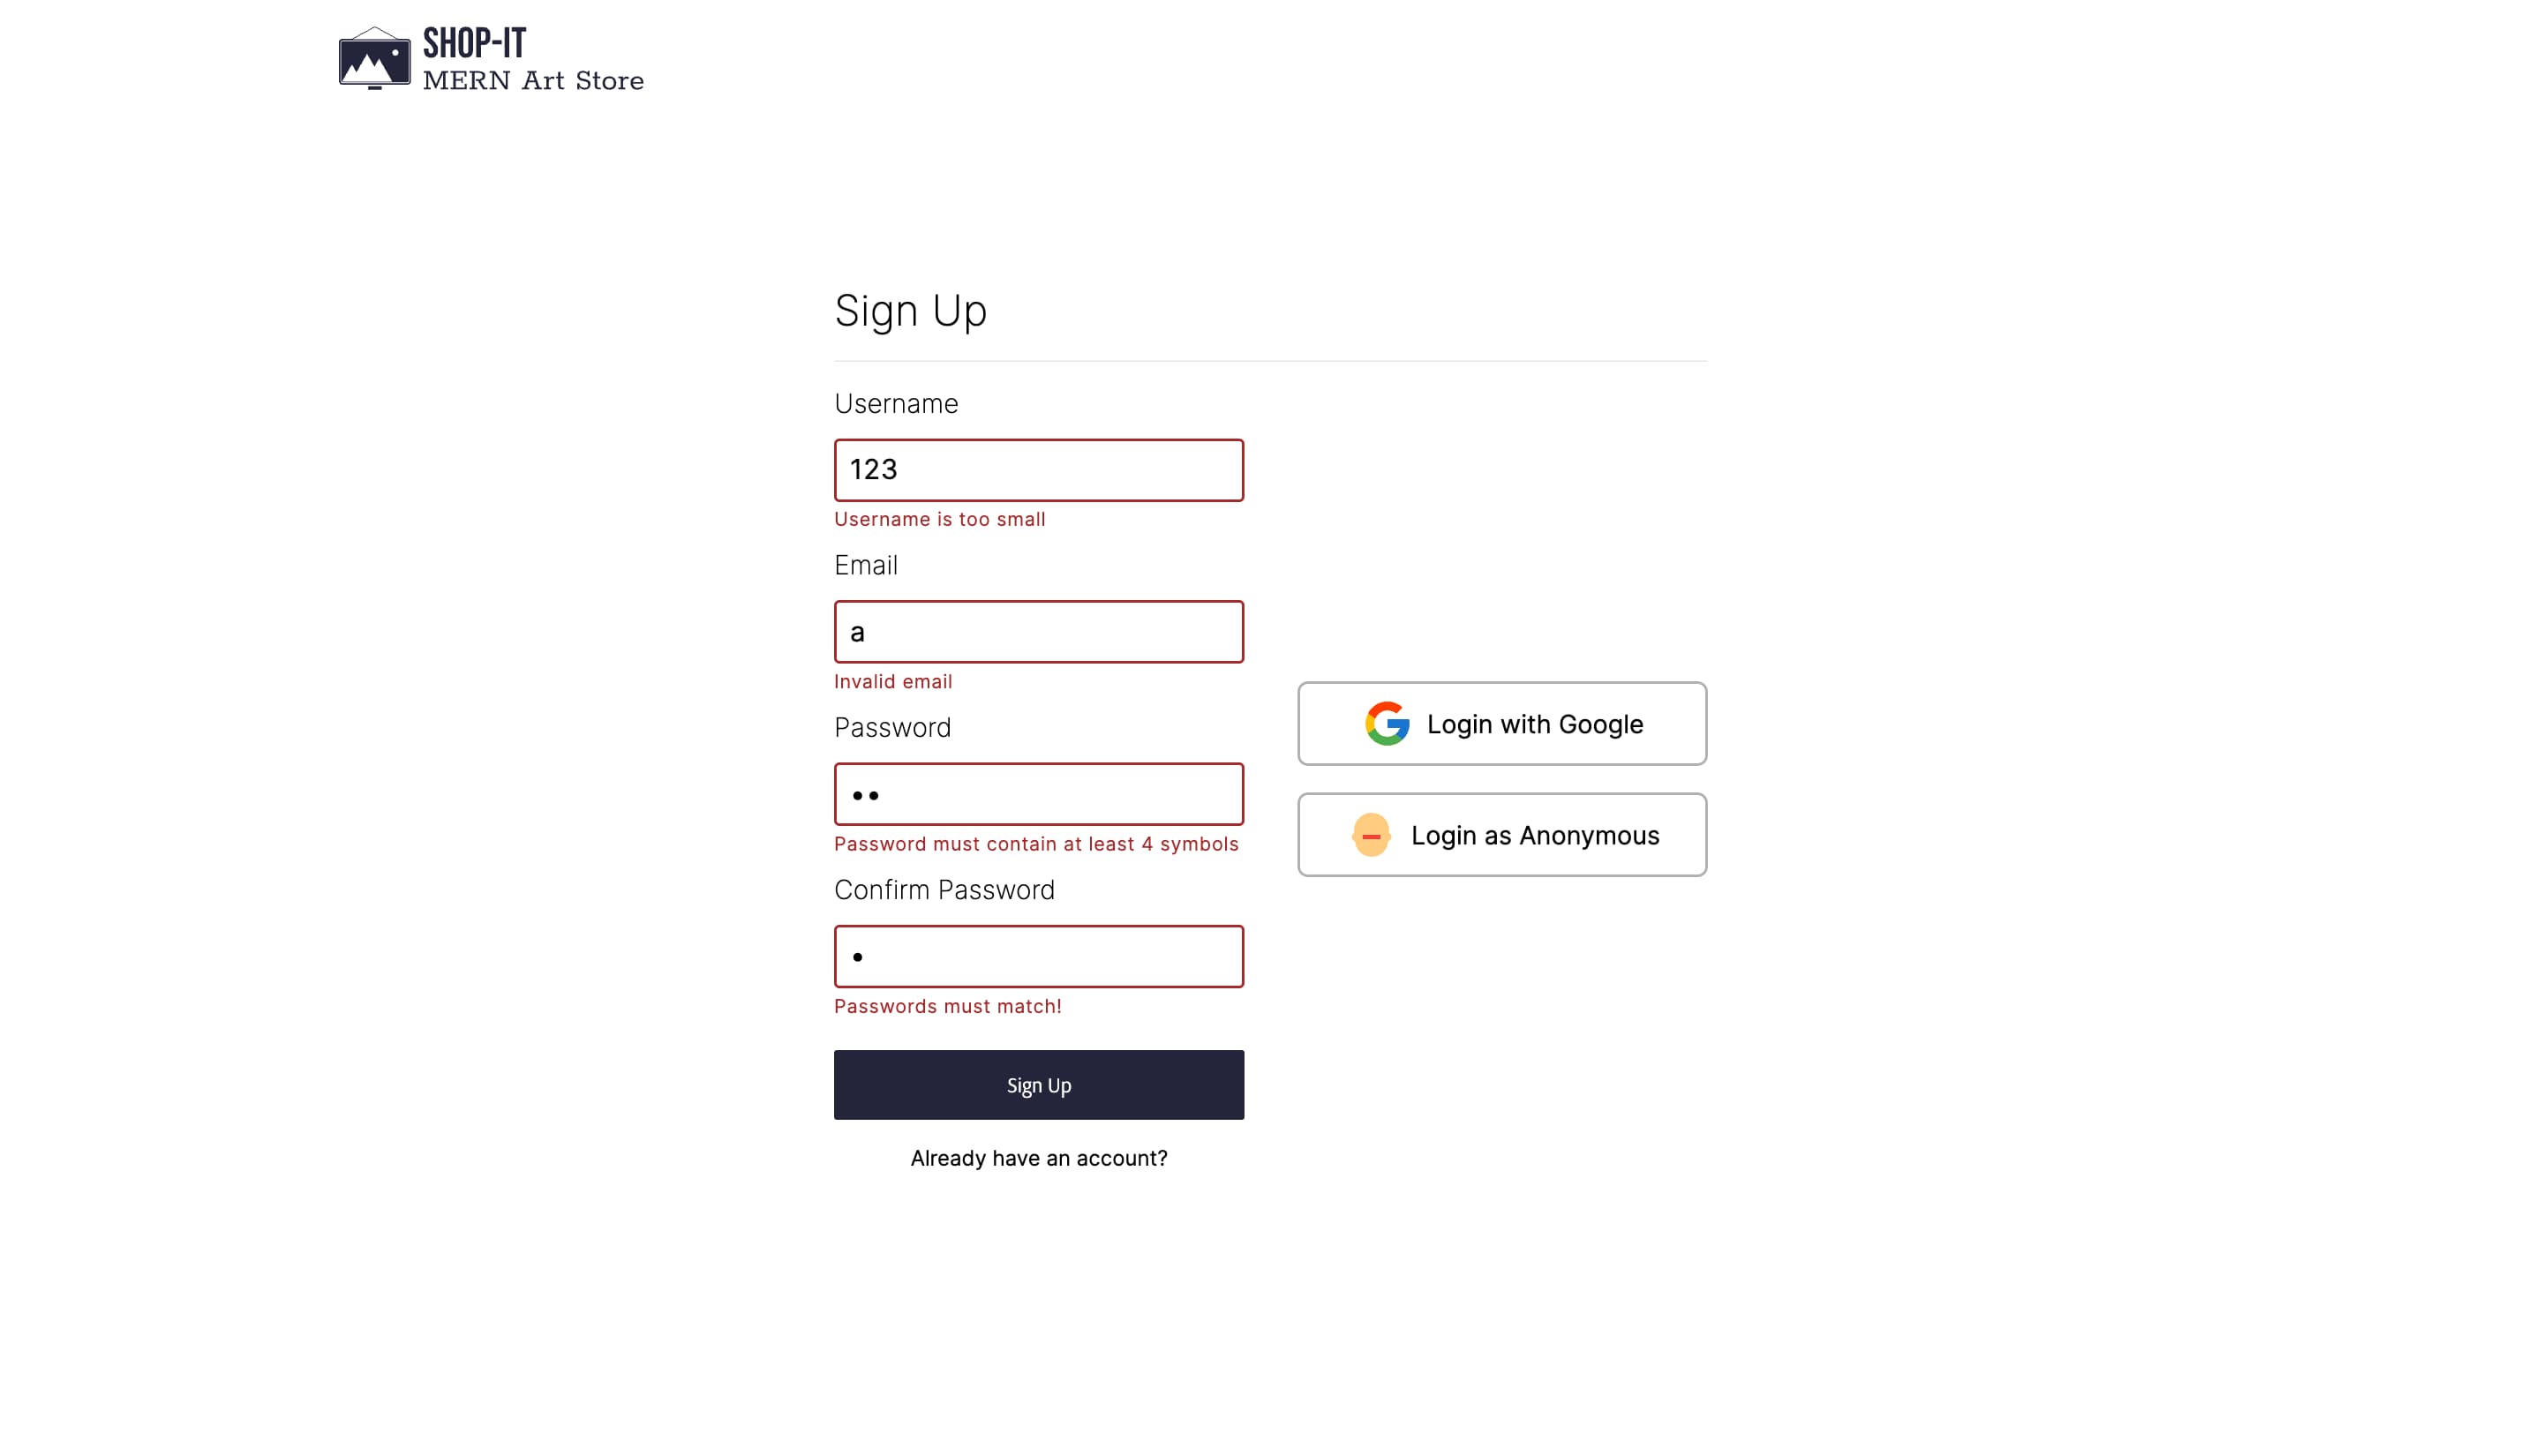 SHOP-IT
MERN Art Store
Sign Up
Username
123
Username is too small
Email
a
Invalid email
Password
••
Password must contain at least 4 symbols
Confirm Password
•
Passwords must match!
Sign Up
Already have an account?
Login with Google
Login as Anonymous